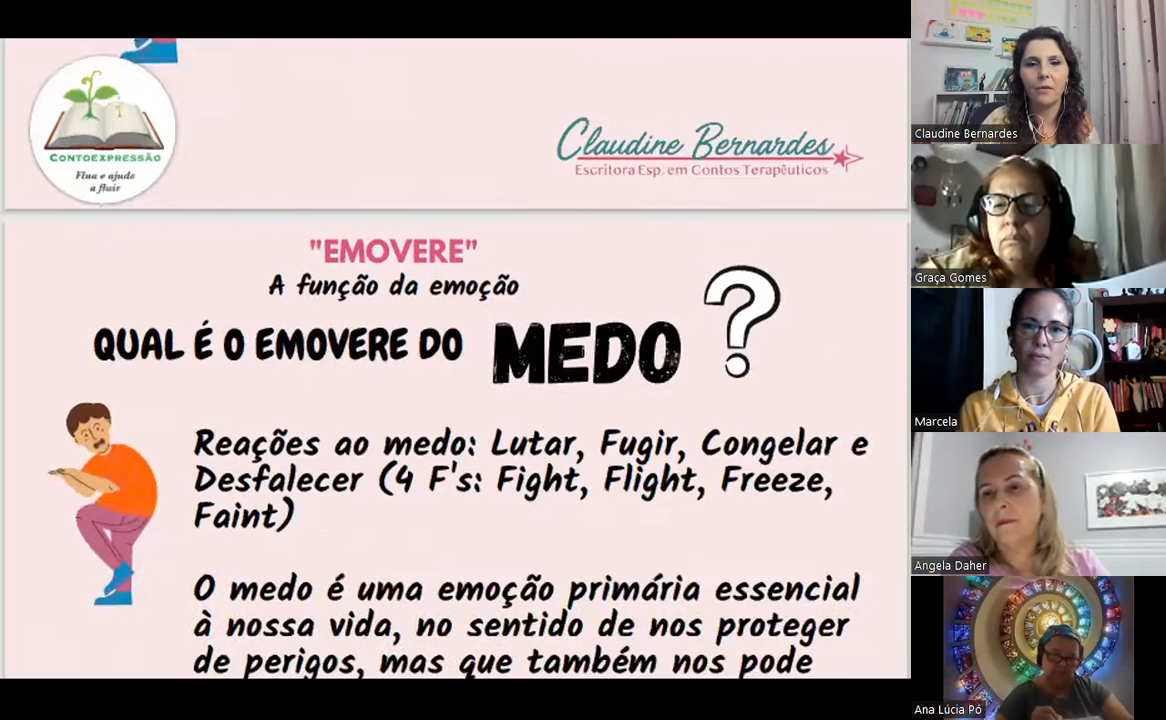 CONTOEXPRESSÃO
Flua e ajude
a fluir
Claudine Bernardes
Escritora Esp. em Contos Terapêuticos
"EMOVERE"
A função da emoção
QUAL É O EMOVERE DO MEDO ?
Reações ao medo: Lutar, Fugir, Congelar e
Desfalecer (4 F's: Fight, Flight, Freeze,
Faint)
O medo é uma emoção primária essencial
à nossa vida, no sentido de nos proteger
de perigos, mas que também nos pode
Claudine Bernardes
Graça Gomes
Marcela
Angela Daher
Ana Lúcia Pó